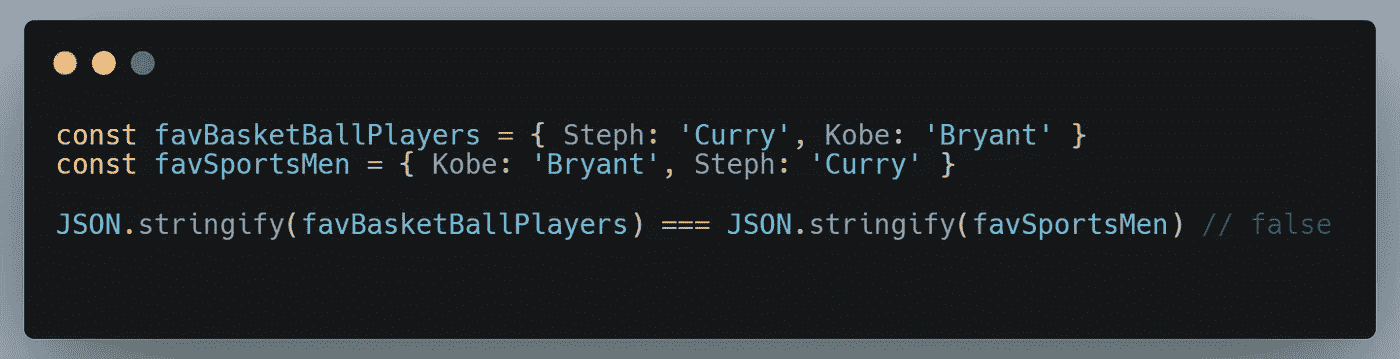 const favBasketBallPlayers = { Steph: 'Curry', Kobe: 'Bryant' }
const favSportsMen = { Kobe: 'Bryant', Steph: 'Curry' }
JSON.stringify(favBasketBallPlayers) === JSON.stringify(favSportsMen) // false